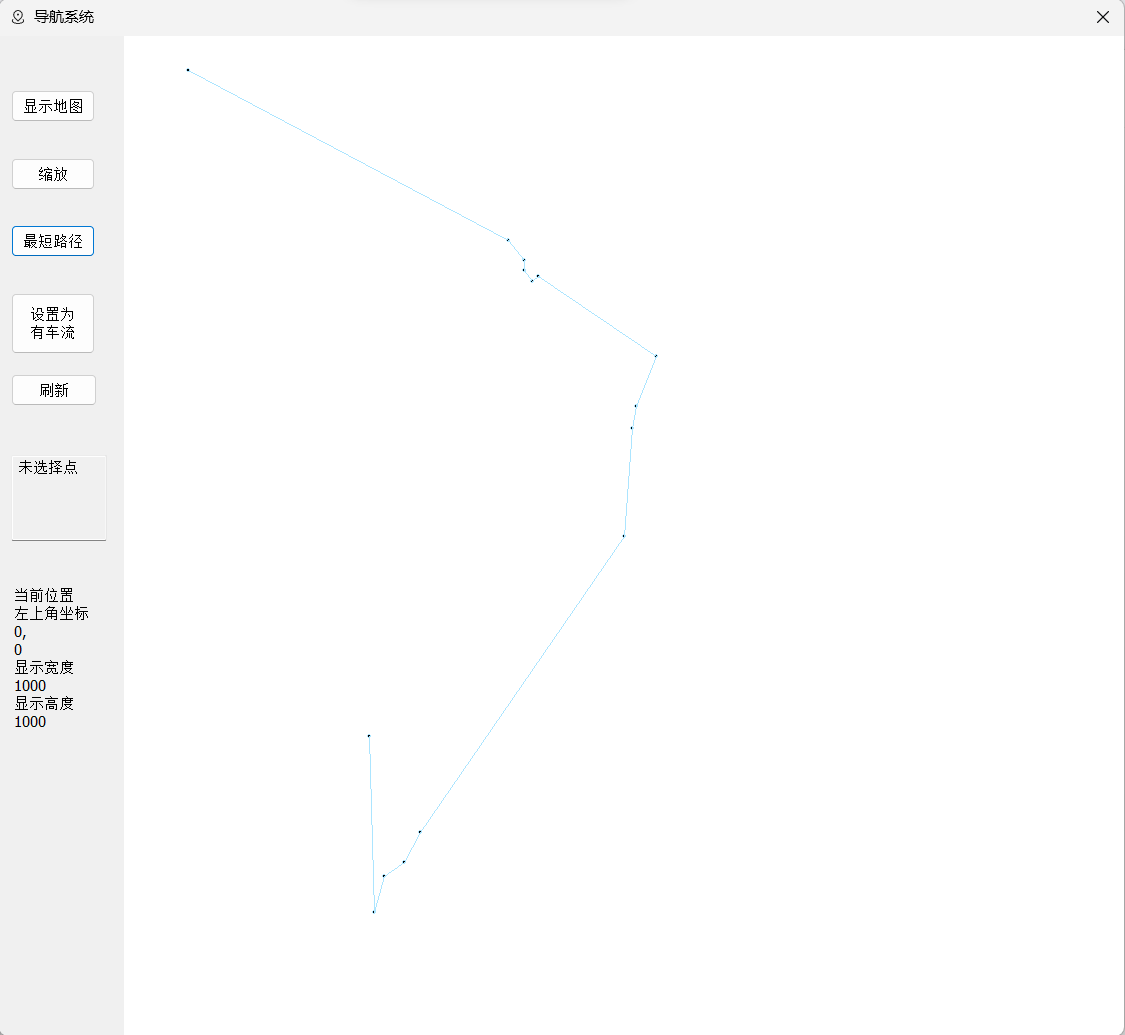 导航系统
显示地图
缩放
最短路径
设置为
有车流
刷新
未选择点
当前位置
左上角坐标
0,
0
显示宽度
1000
显示高度
1000